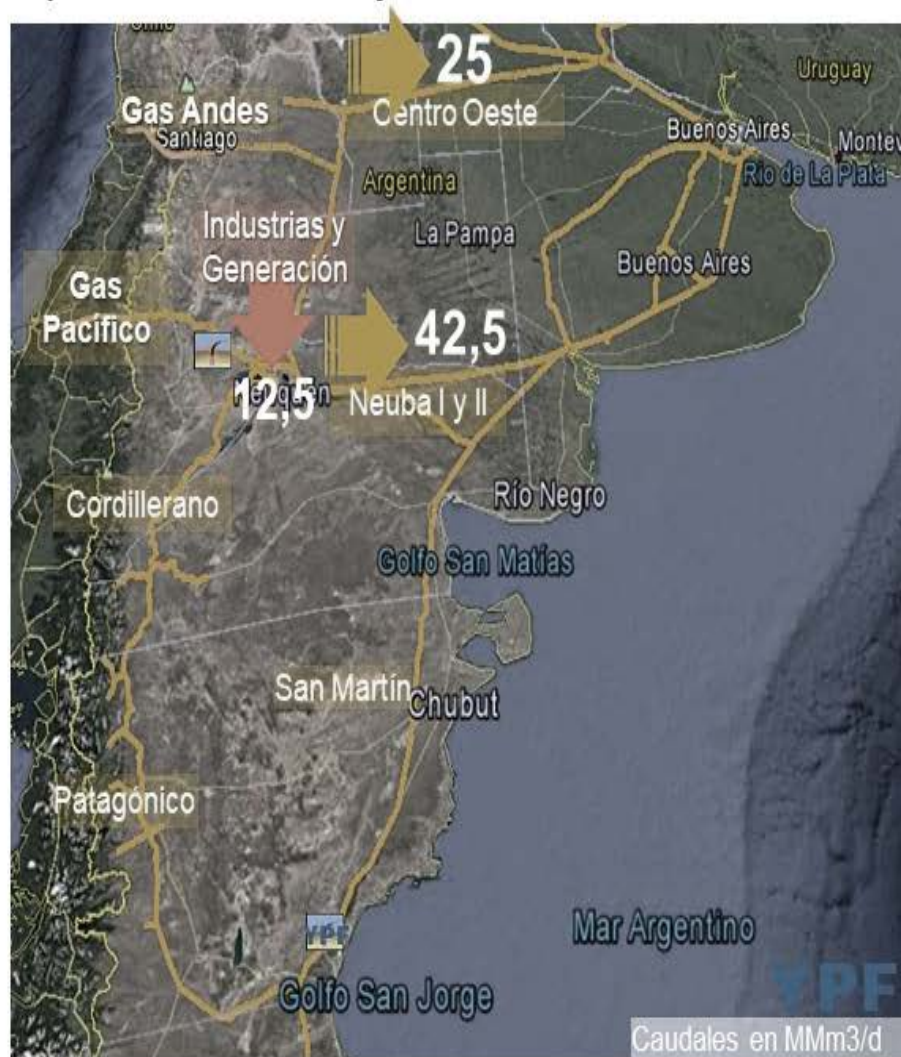 Chile
25
Uruguay
Gas Andes
Centro Oeste
Santiago
Buenos Aires
Montev
Argentina
Río de La Plata
Industrias y
Generación
La Pampa
Buenos Aires
Gas
Pacífico
42,5
Neuquén
12,5
Neuba I y II
Cordillerano
Río Negro
Golfo San Matías
San Martín
Chubut
Patagónico
YPF
Mar Argentino
Golfo San Jorge
YPF
Caudales en MMm3/d